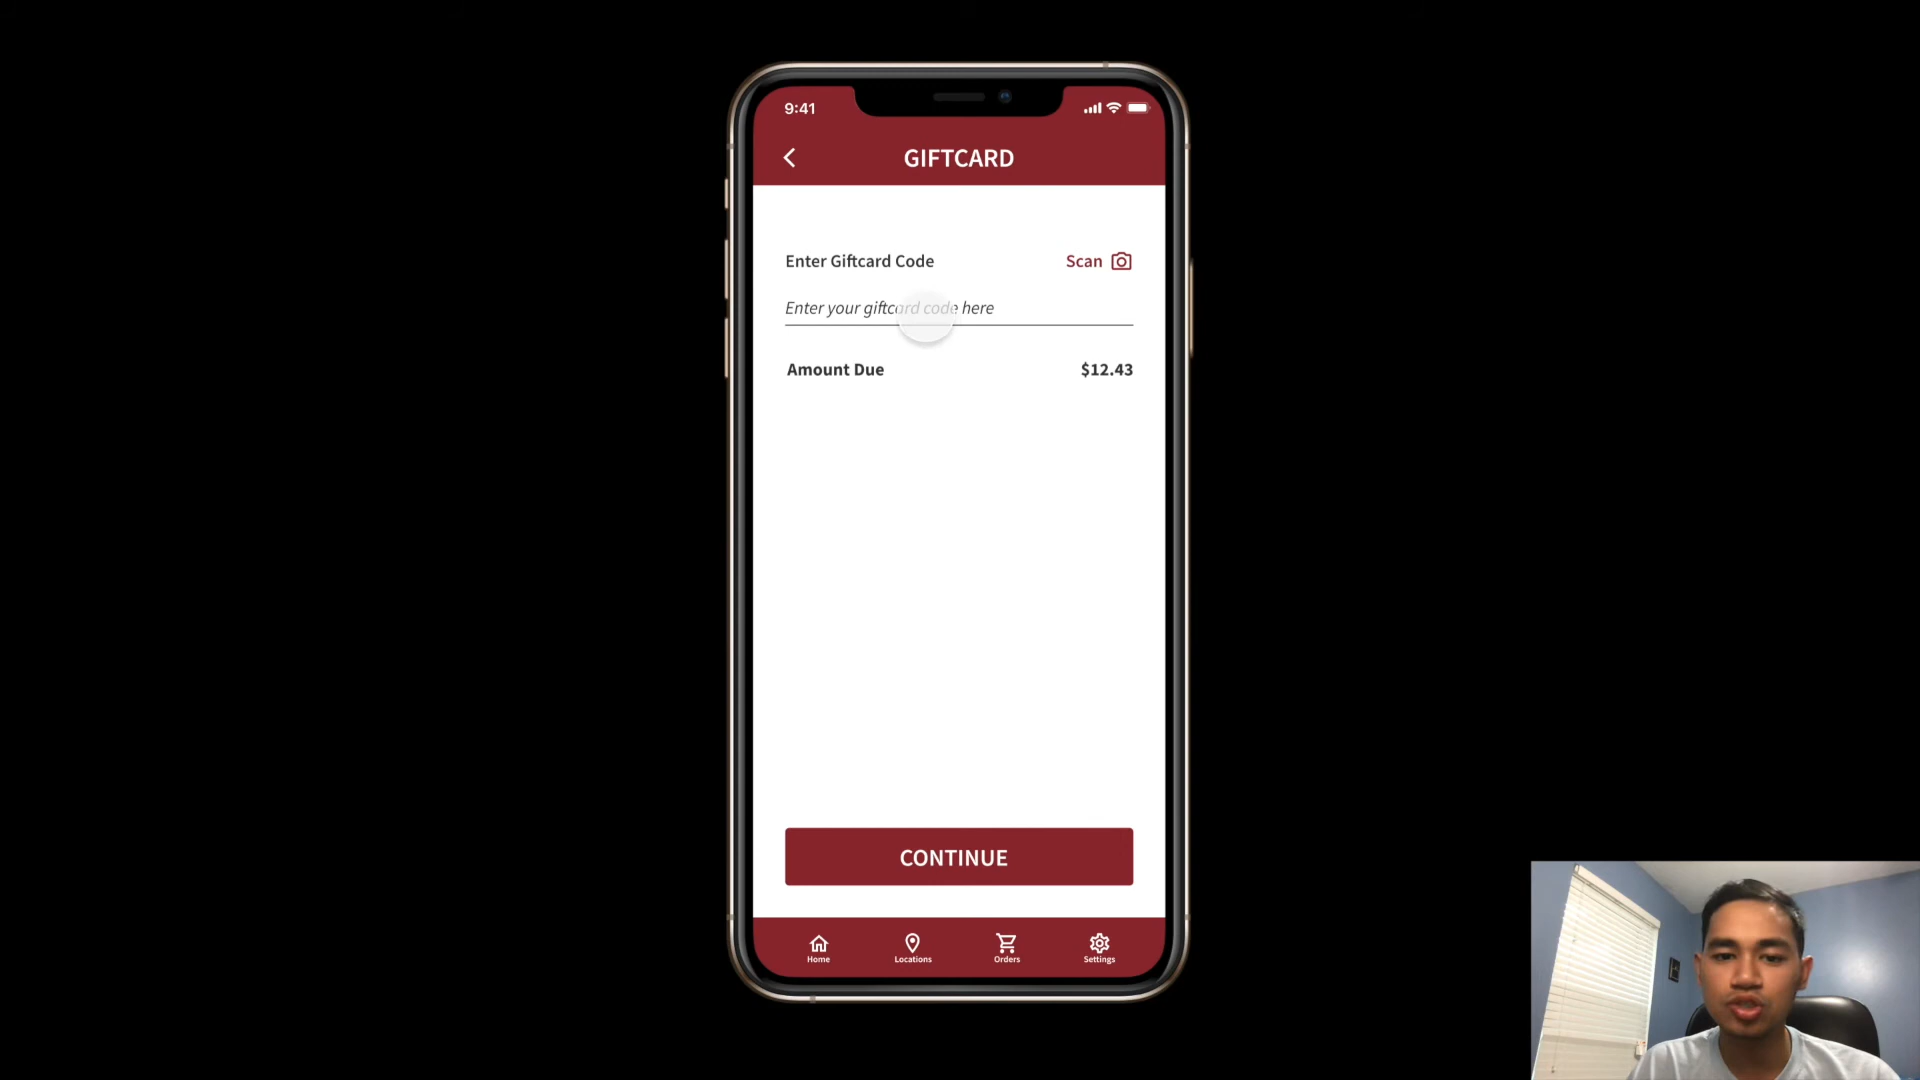 9:41
GIFTCARD
Enter Giftcard Code
Scan
Enter your giftcard code here
Amount Due
$12.43
CONTINUE
Home
Locations
Orders
Settings